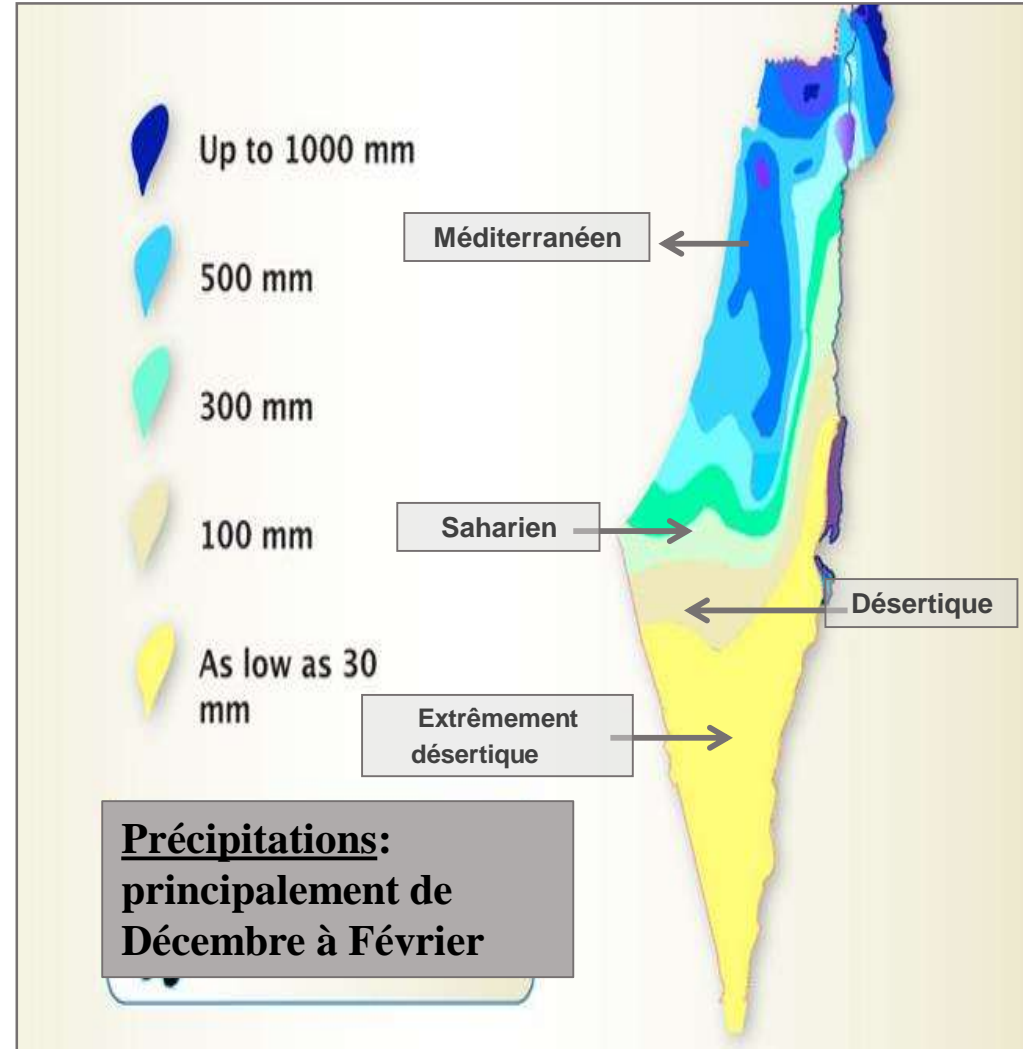 Up to 1000 mm
500 mm
300 mm
100 mm
As low as 30
mm
Méditerranéen
Saharien
Désertique
Extrêmement
désertique
Précipitations:
principalement de
Décembre à Février